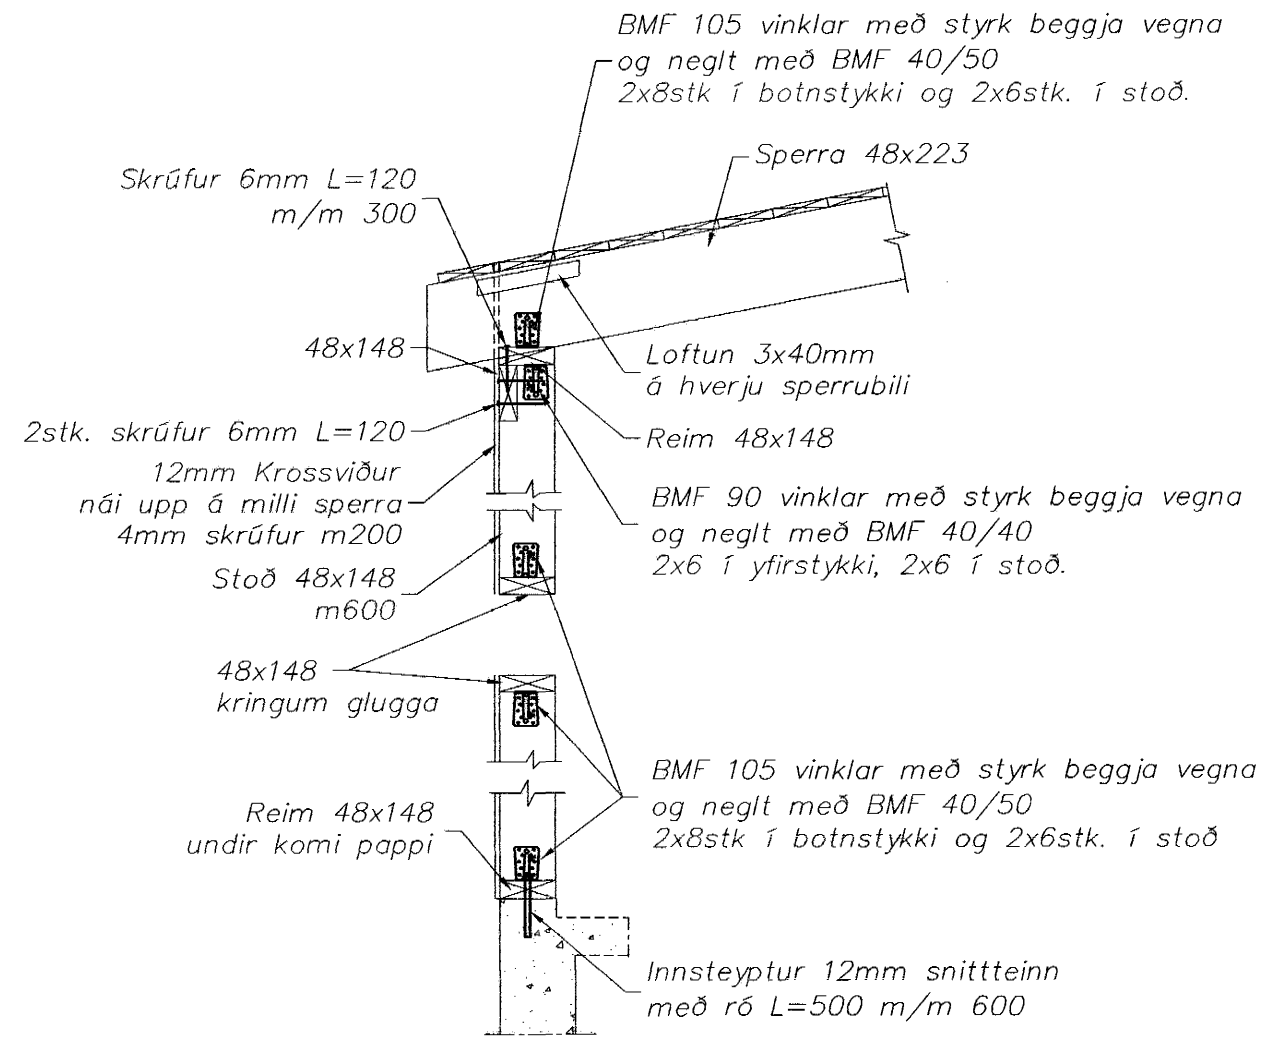 BMF 105 vinklar með styrk beggja vegna
og neglt með BMF 40/50
2x8stk í botnstykki og 2x6stk. í stoð.
Sperra 48x223
Skrúfur 6mm L=120
m/m 300
48x148
Loftun 3x40mm
á hverju sperrubili
2stk. skrúfur 6mm L=120
Reim 48x148
12mm Krossviður
nái upp á milli sperra
4mm skrúfur m200
BMF 90 vinklar með styrk beggja vegna
og neglt með BMF 40/40
2x6 í yfirstykki, 2x6 í stoð.
Stoð 48x148
m600
48x148
kringum glugga
BMF 105 vinklar með styrk beggja vegna
og neglt með BMF 40/50
2x8stk í botnstykki og 2x6stk. í stoð
Reim 48x148
undir komi pappi
Innsteyptur 12mm snittteinn
með ró L=500 m/m 600